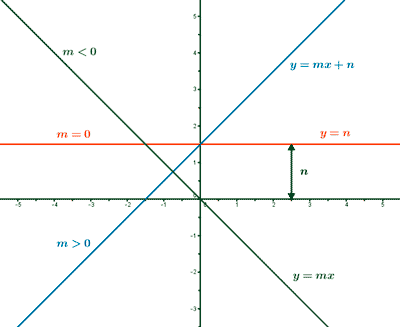 5
m < 0
4
y = mx + n
3
2
m = 0
y = n
1
n
-5 -4 -3 -2 -1 0 1 2 3 4 5
-1
m > 0
-2
y = mx
-3